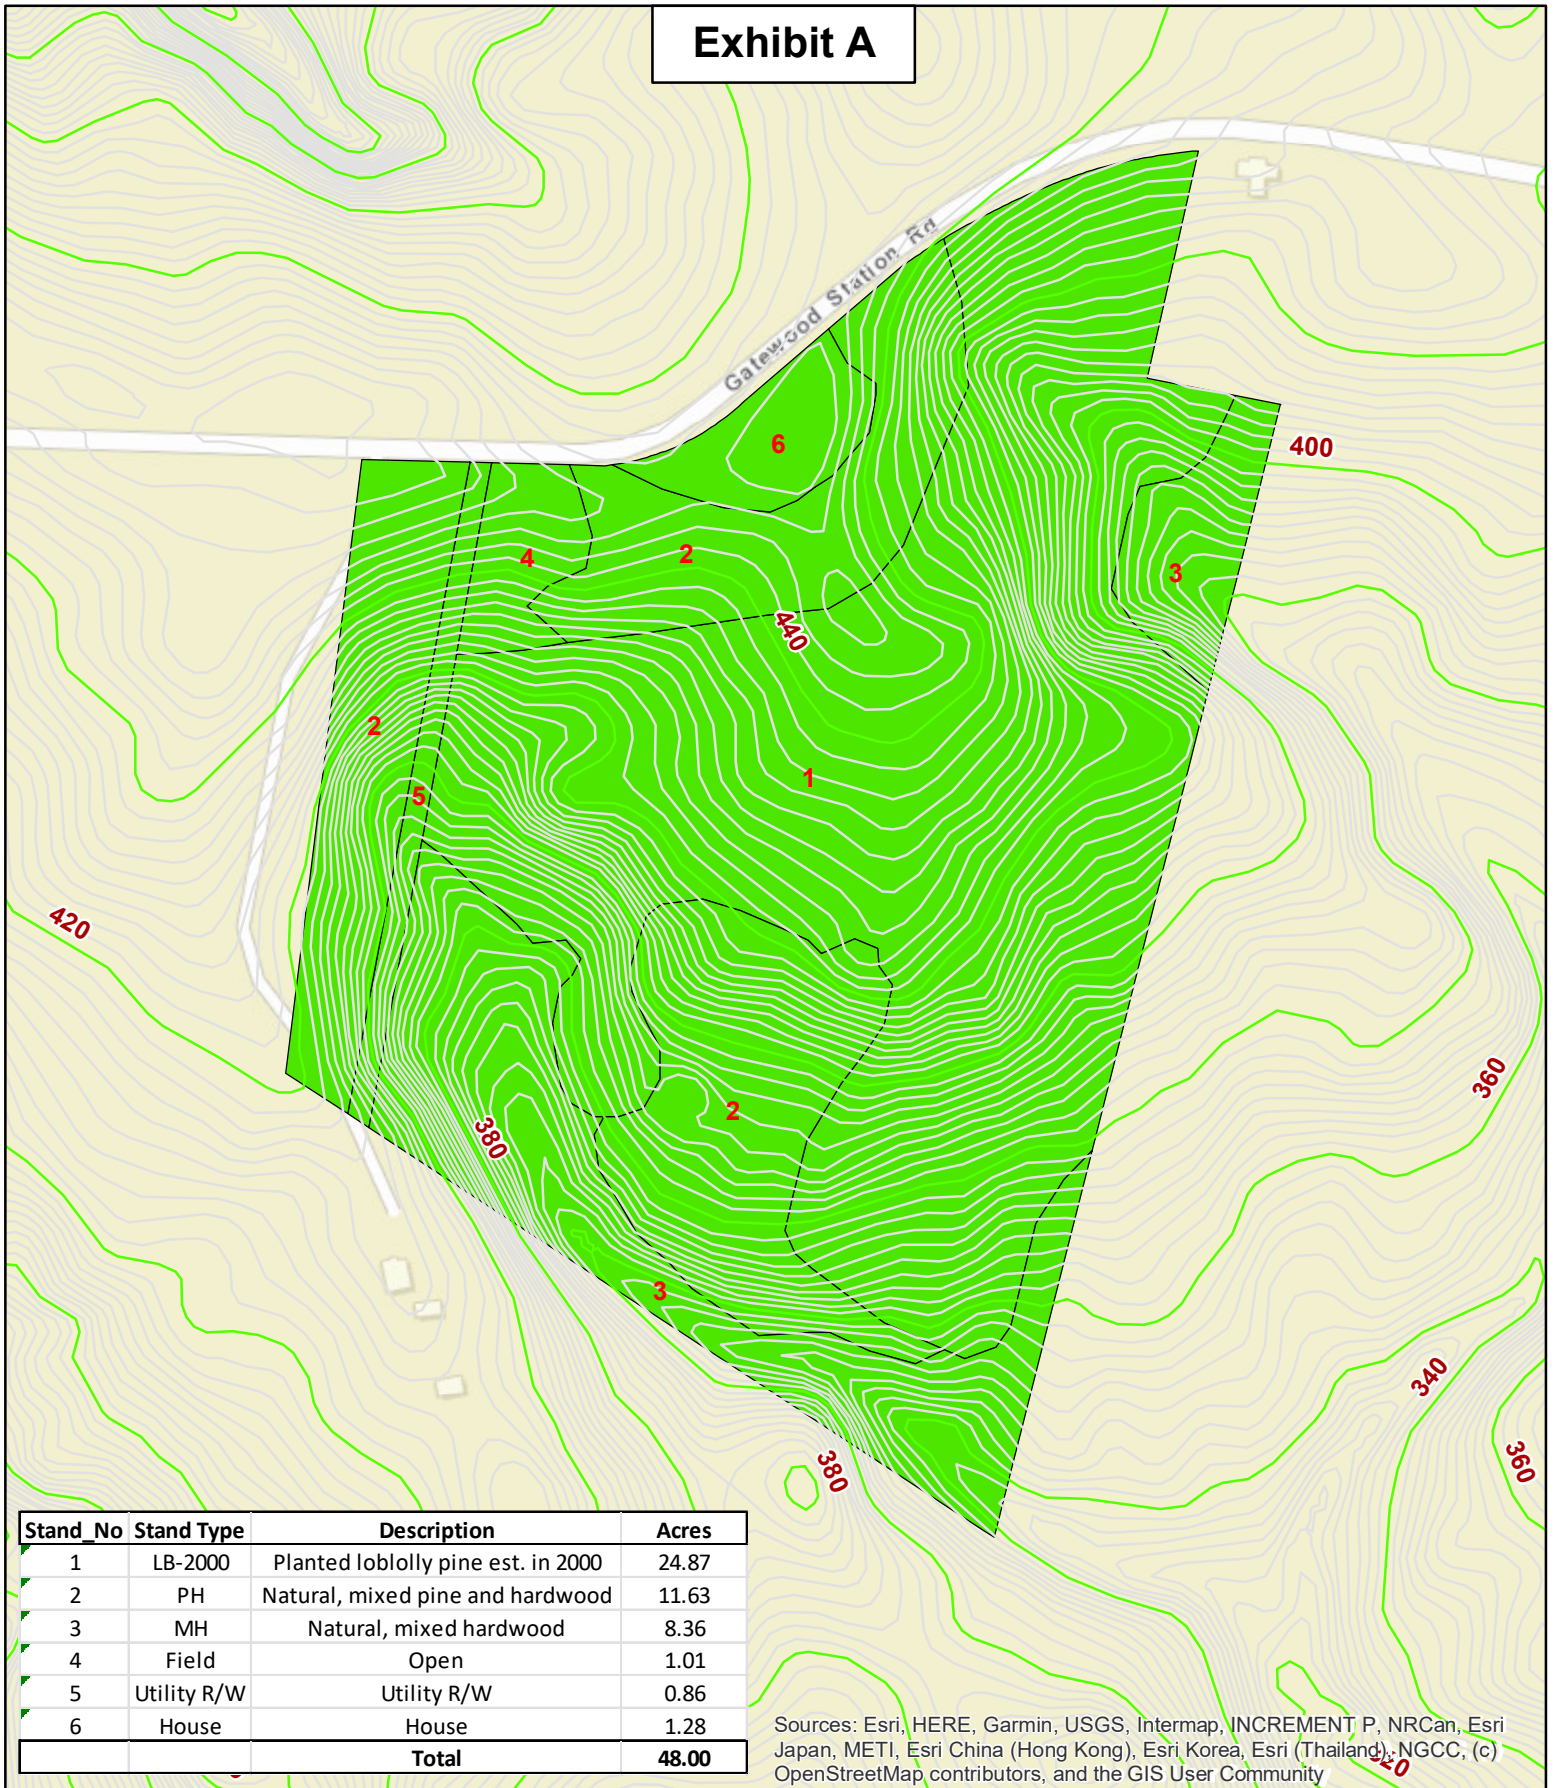 Exhibit A
Gatewood Station Rd
6
400
4
2
3
440
2
1
5
420
360
2
380
3
340
380
360
Stand_No Stand Type Description Acres
1 LB-2000 Planted loblolly pine est. in 2000 24.87
2 PH Natural, mixed pine and hardwood 11.63
3 MH Natural, mixed hardwood 8.36
4 Field Open 1.01
5 Utility R/W Utility R/W 0.86
6 House House 1.28
Total 48.00
Sources: Esri, HERE, Garmin, USGS, Intermap, INCREMENT P, NRCan, Esri
Japan, METI, Esri China (Hong Kong), Esri Korea, Esri (Thailand), NGCC, (c)
OpenStreetMap contributors, and the GIS User Community